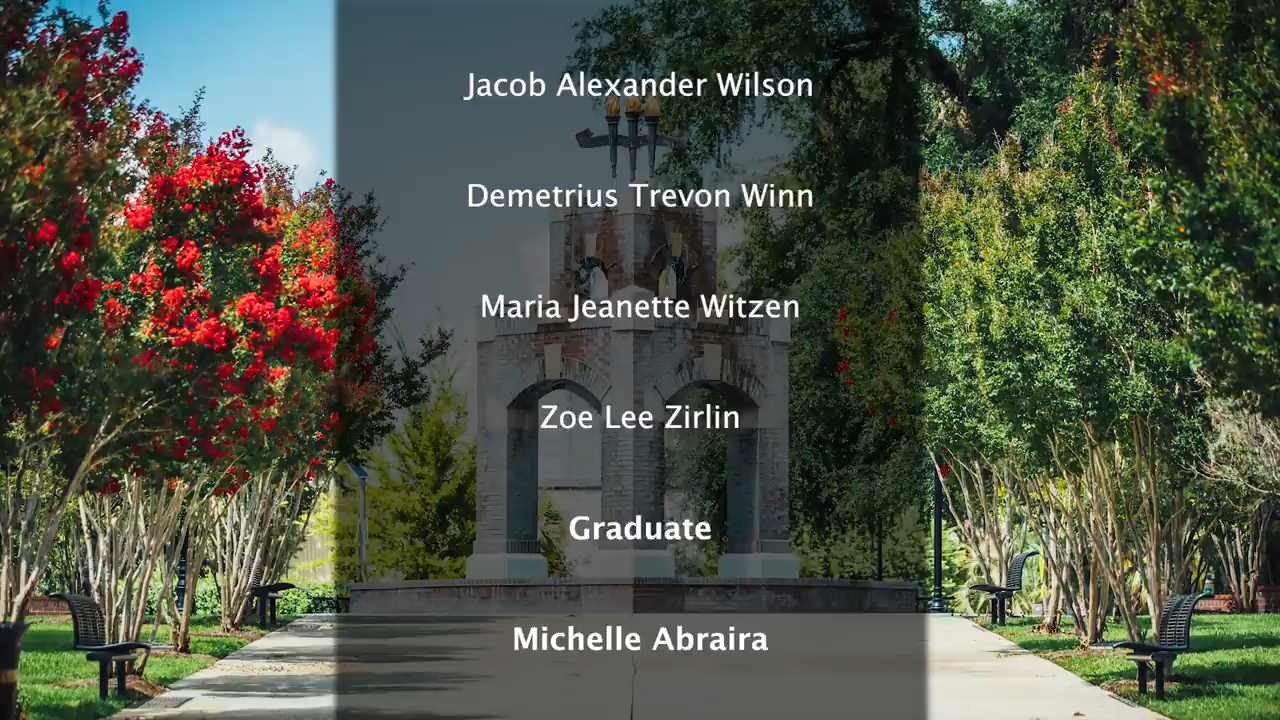 Jacob Alexander Wilson
Demetrius Trevon Winn
Maria Jeanette Witzen
Zoe Lee Zirlin
Graduate
Michelle Abraira